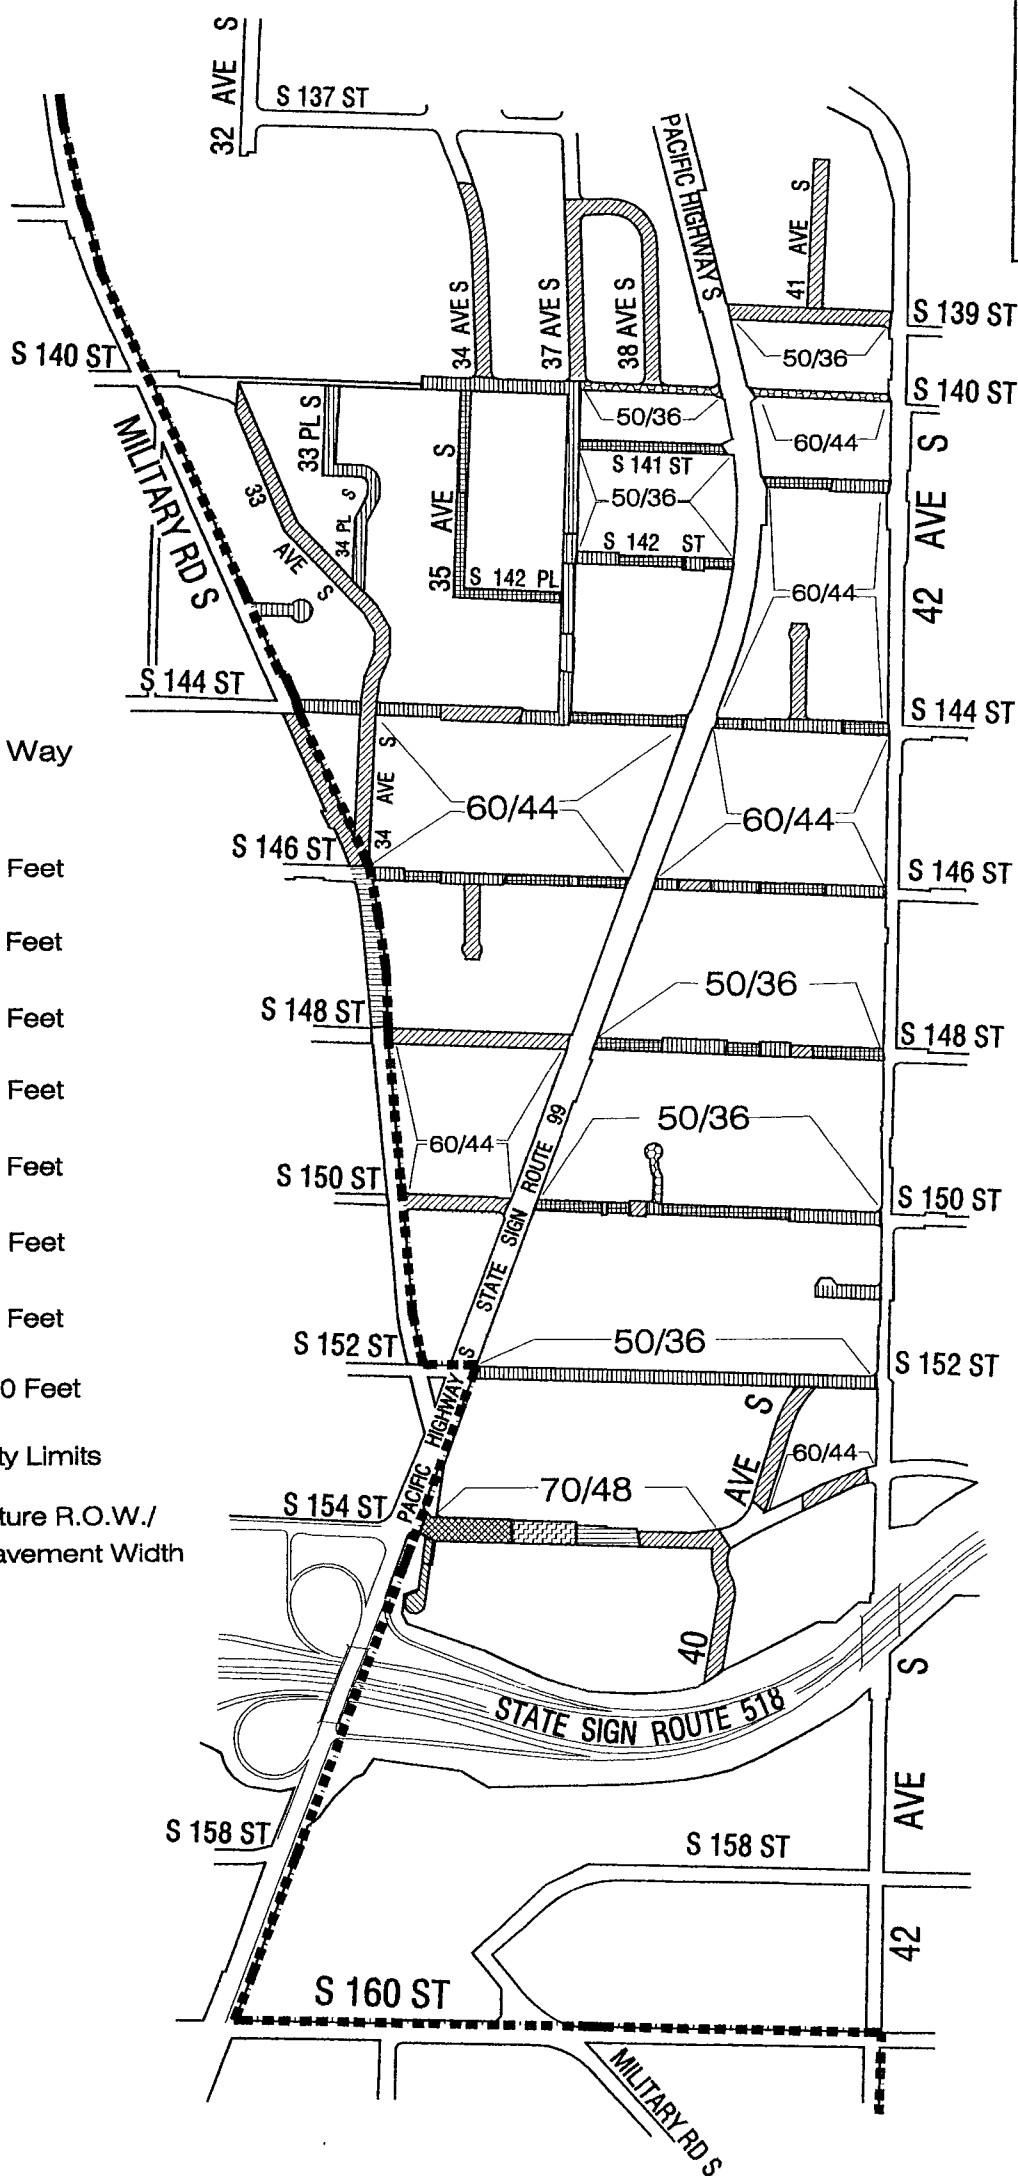 32 AVE S
S 137 ST
PACIFIC HIGHWAY S
41 AVE S
34 AVE S
37 AVE S
38 AVE S
S 139 ST
50/36
S 140 ST
S 140 ST
50/36
60/44
MILITARY RD S
33 PL S
33 AVE S
34 PL S
35 AVE S
S 141 ST
50/36
S 142 ST
S 142 PL
60/44
42 AVE S
S 144 ST
S 144 ST
Way
34 AVE S
60/44
60/44
S 146 ST
S 146 ST
Feet
Feet
50/36
S 148 ST
S 148 ST
Feet
Feet
50/36
60/44
STATE SIGN ROUTE 99
S 150 ST
S 150 ST
Feet
Feet
Feet
S 152 ST
50/36
S 152 ST
0 Feet
PACIFIC HIGHWAY S
ty Limits
AVE S
60/44
70/48
S 154 ST
ture R.O.W./
avement Width
40
STATE SIGN ROUTE 518
S 158 ST
S 158 ST
42 AVE S
S 160 ST
MILITARY RD S